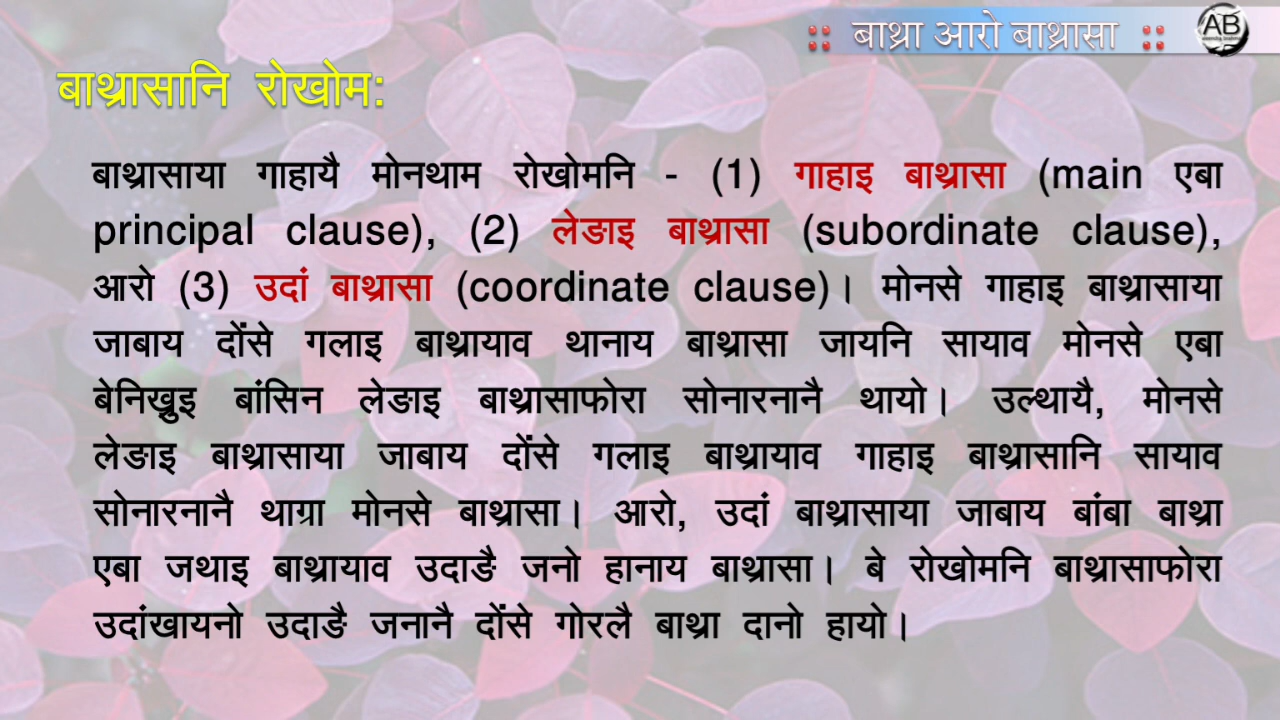 :: बाथ्रा आरो बाथ्रासा ::
AB
बाथ्रासानि रोखोम:
बाथ्रासाया गाहायै मोनथाम रोखोमनि - (1) गाहाइ बाथ्रासा (main एबा
principal clause), (2) लेङाइ बाथ्रासा (subordinate clause),
आरो (3) उदां बाथ्रासा (coordinate clause)। मोनसे गाहाइ बाथ्रासाया
जाबाय दोंसे गलाइ बाथ्रायाव थानाय बाथ्रासा जायनि सायाव मोनसे एबा
बेनिख्रुइ बांसिन लेङाइ बाथ्रासाफोरा सोनारनानै थायो। उल्थायै, मोनसे
लेङाइ बाथ्रासाया जाबाय दोंसे गलाइ बाथ्रायाव गाहाइ बाथ्रासानि सायाव
सोनारनानै थाग्रा मोनसे बाथ्रासा। आरो, उदां बाथ्रासाया जाबाय बांबा बाथ्रा
एबा जथाइ बाथ्रायाव उदाङै जनो हानाय बाथ्रासा। बे रोखोमनि बाथ्रासाफोरा
उदांखायनो उदाङै जनानै दोंसे गोरलै बाथ्रा दानो हायो।